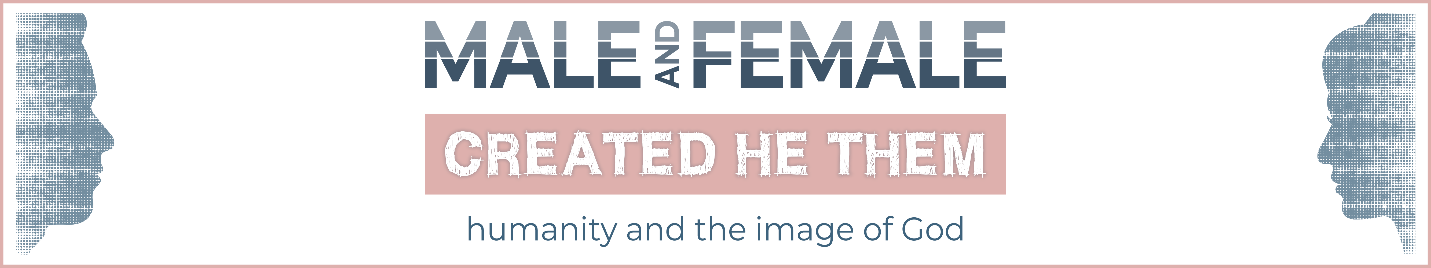 MALE AND FEMALE
CREATED HE THEM
humanity and the image of God